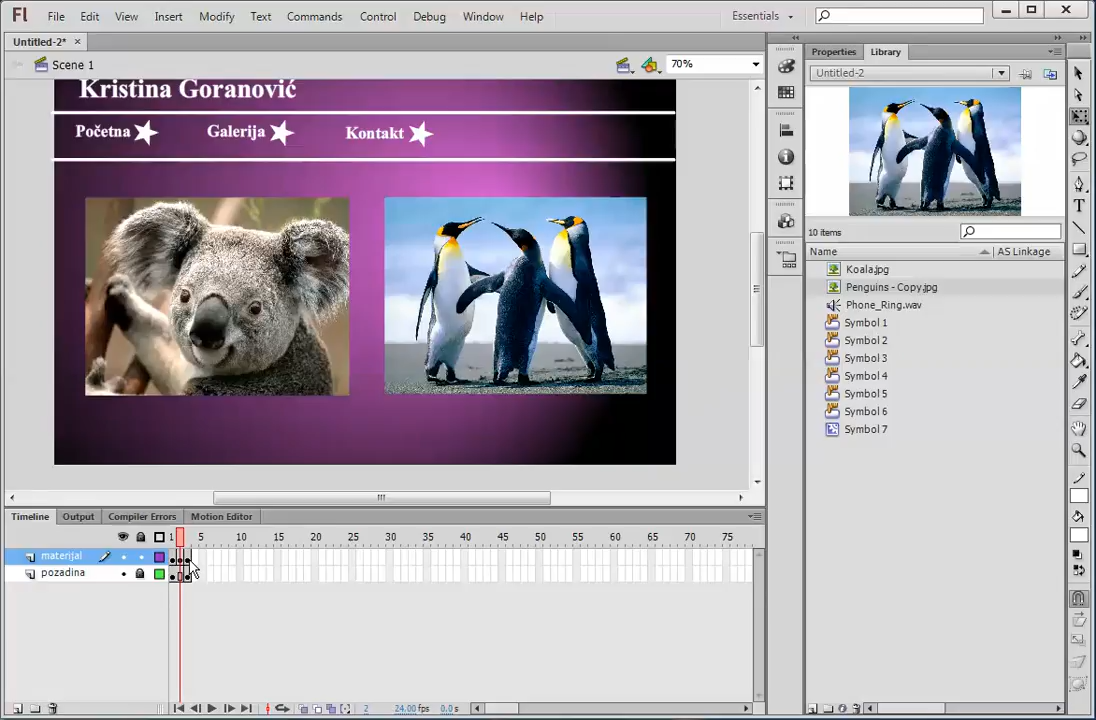 Fl File Edit View Insert Modify Text Commands Control Debug Window Help Essentials
Untitled-2* ×
Scene 1 70%
Properties Library
Untitled-2
Kristina Goranović
Početna Galerija Kontakt
10 items
Name AS Linkage
Koala.jpg
Penguins - Copy.jpg
Phone_Ring.wav
Symbol 1
Symbol 2
Symbol 3
Symbol 4
Symbol 5
Symbol 6
Symbol 7
Timeline Output Compiler Errors Motion Editor
1 5 10 15 20 25 30 35 40 45 50 55 60 65 70 75
materijal
pozadina
2 24.00 fps 0.0 s